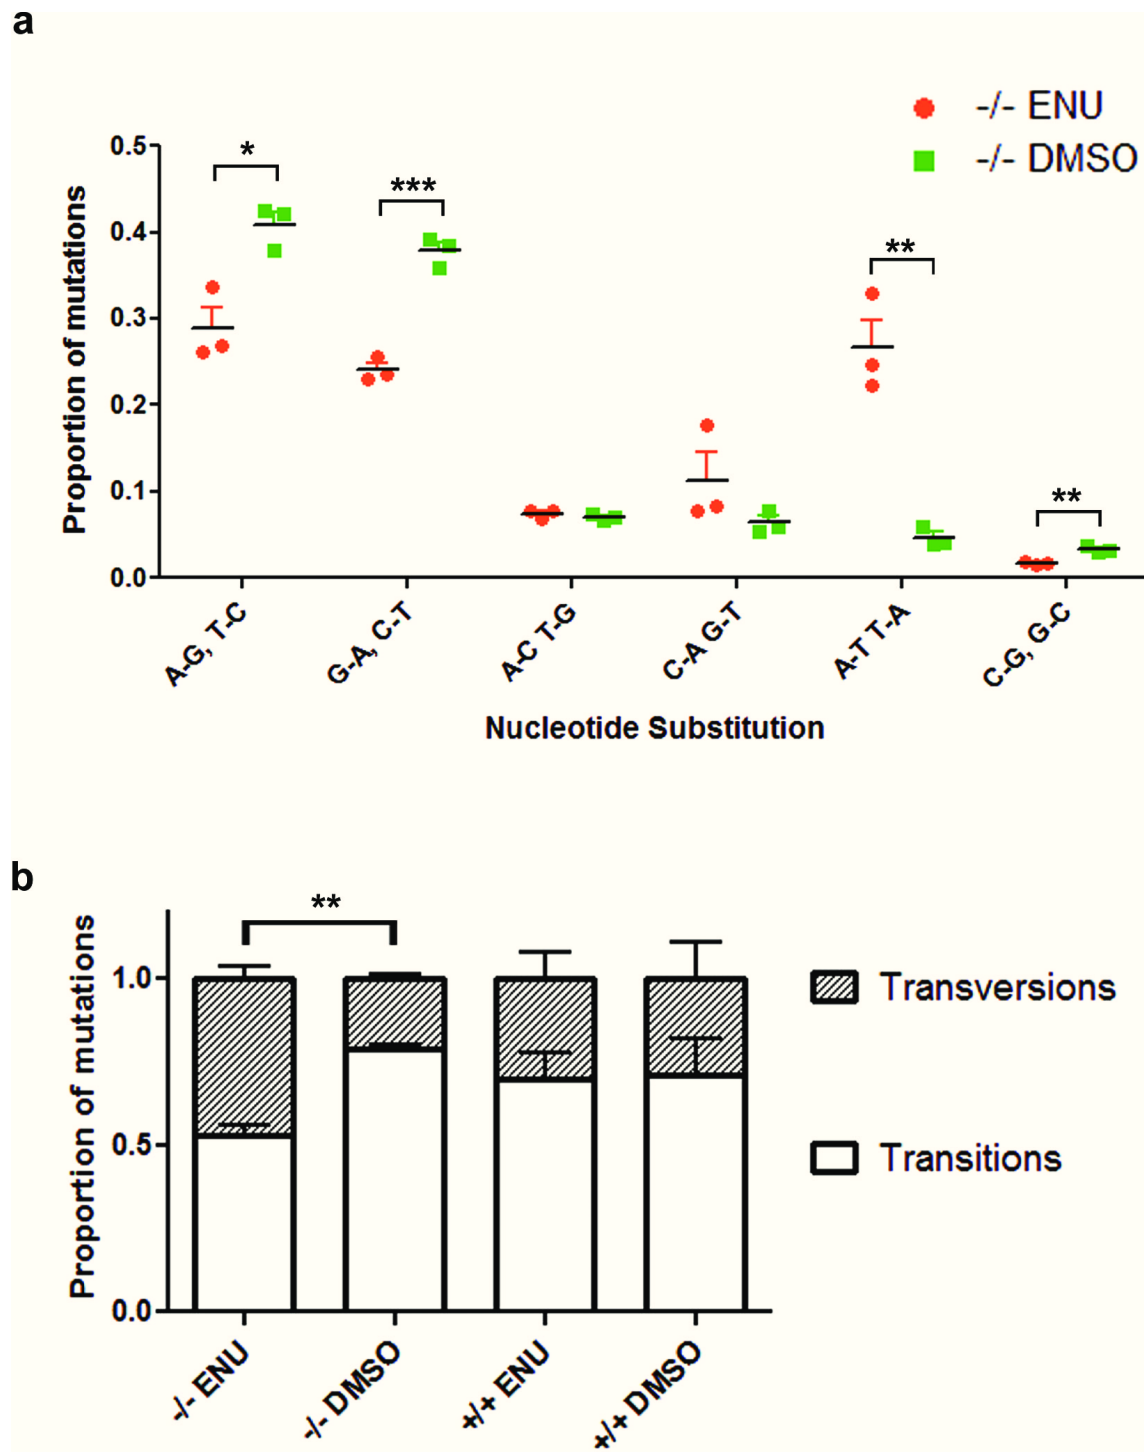 a
-/- ENU
-/- DMSO
Proportion of mutations
0.5
0.4
0.3
0.2
0.1
0.0
*
***
**
**
A-G, T-C
G-A, C-T
A-C T-G
C-A G-T
A-T T-A
C-G, G-C
Nucleotide Substitution
b
**
Proportion of mutations
1.0
0.5
0.0
Transversions
Transitions
-/- ENU
-/- DMSO
+/+ ENU
+/+ DMSO